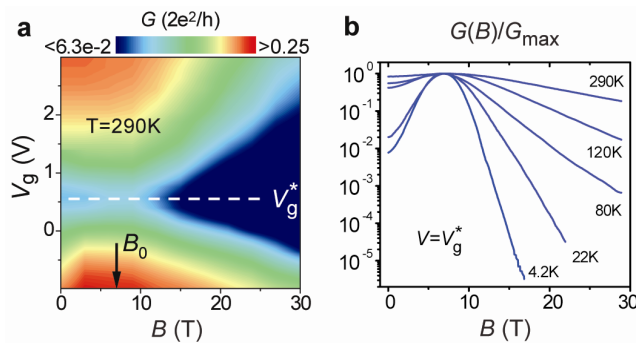 a
G (2e²/h)
<6.3e-2
>0.25
T=290K
V_g (V)
2
1
0
V_g*
B₀
0
10
20
30
B (T)
b
G(B)/G_max
10⁰
10⁻¹
10⁻²
10⁻³
10⁻⁴
10⁻⁵
290K
120K
80K
22K
4.2K
V=V_g*
0
10
20
30
B (T)